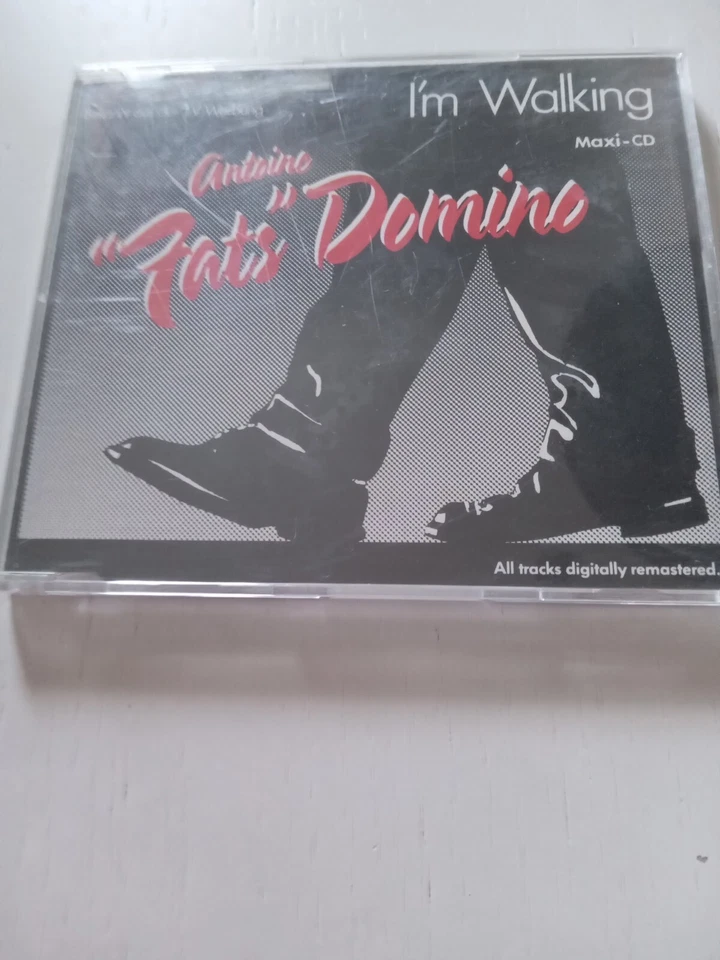 I'm Walking
Maxi-CD
Antoine
"Fats" Domino
All tracks digitally remastered.